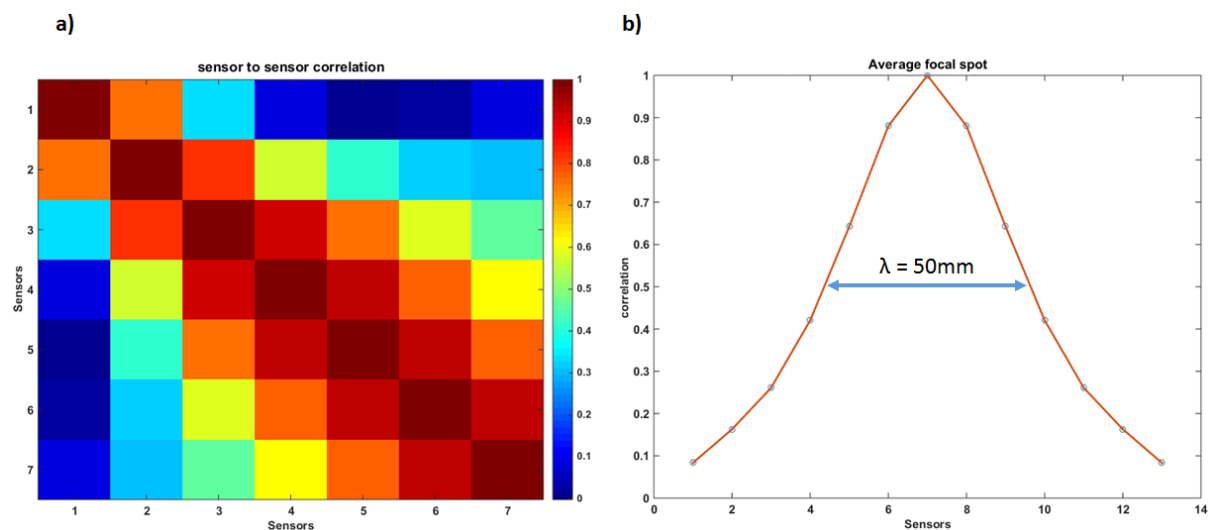 a)
sensor to sensor correlation
1
2
3
4
5
6
7
Sensors
1 2 3 4 5 6 7
Sensors
1
0.9
0.8
0.7
0.6
0.5
0.4
0.3
0.2
0.1
0
b)
Average focal spot
1
0.9
0.8
0.7
0.6
0.5
0.4
0.3
0.2
0.1
0
correlation
λ = 50mm
0 2 4 6 8 10 12 14
Sensors